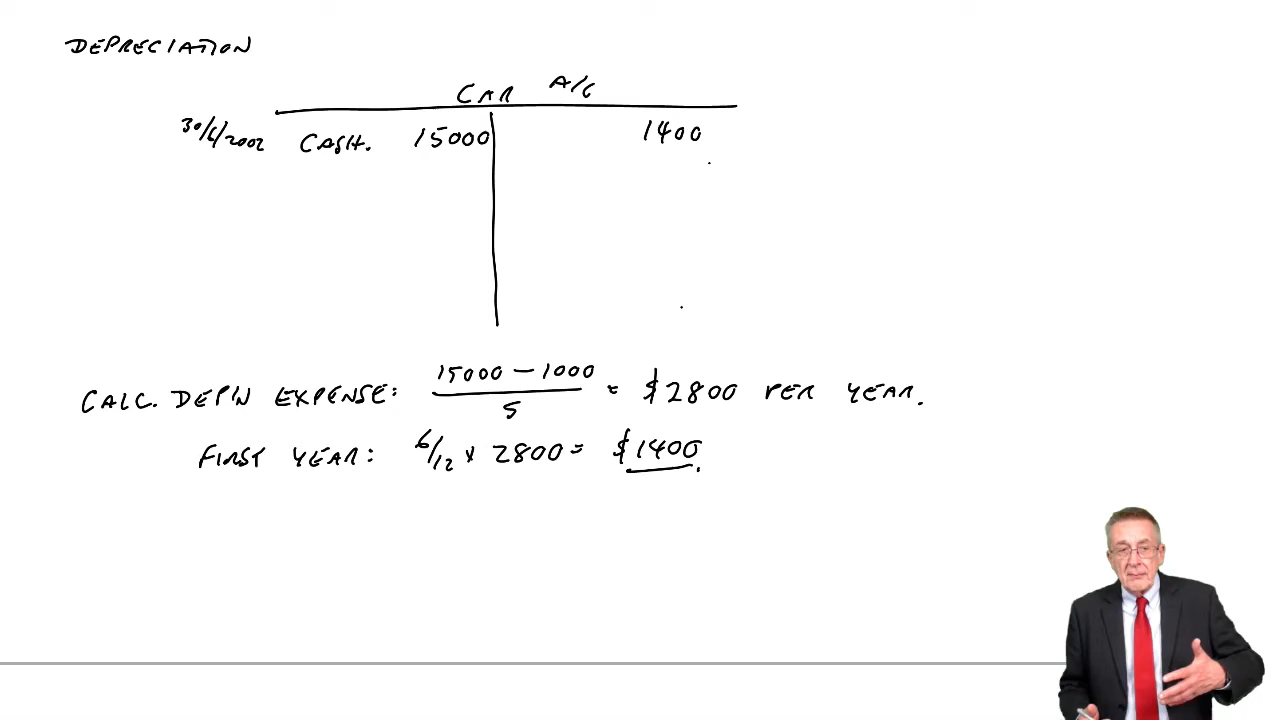 DEPRECIATION
CAR A/C
30/6/2002 CASH. 15000 1400
CALC. DEP'N EXPENSE: 15000 - 1000 / 5 = $2800 PER YEAR.
FIRST YEAR: 6/12 x 2800 = $1400.